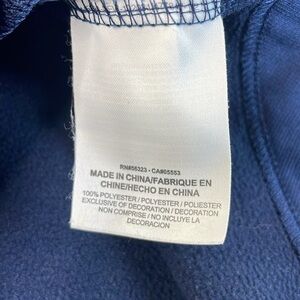 RN#56323 - CA#05553
MADE IN CHINA/FABRIQUE EN
CHINE/HECHO EN CHINA
100% POLYESTER / POLYESTER / POLIESTER
EXCLUSIVE OF DECORATION / DECORATION
NON COMPRISE / NO INCLUYE LA
DECORACION